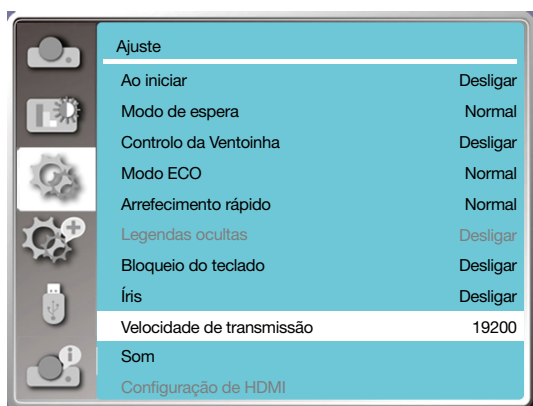 Ajuste
Ao iniciar Desligar
Modo de espera Normal
Controlo da Ventoinha Desligar
Modo ECO Normal
Arrefecimento rápido Normal
Legendas ocultas Desligar
Bloqueio do teclado Desligar
Íris Desligar
Velocidade de transmissão 19200
Som
Configuração de HDMI